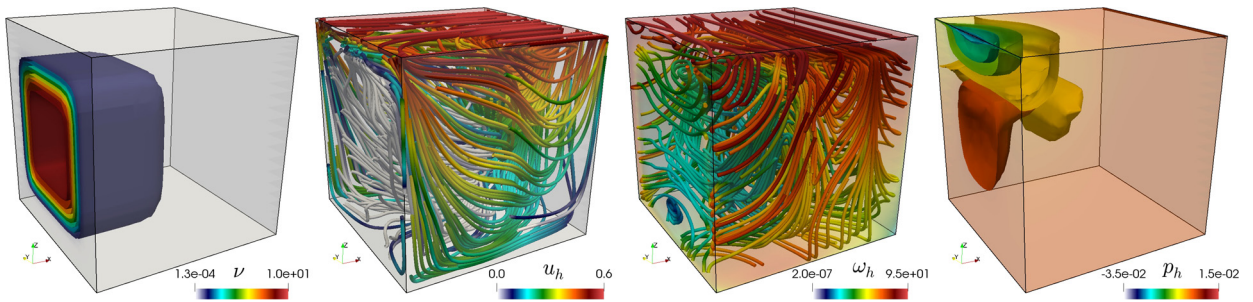 Z
Y
X
1.3e-04 ν 1.0e+01
Z
Y
X
0.0 u_h 0.6
Z
Y
X
2.0e-07 ω_h 9.5e+01
Z
Y
X
-3.5e-02 p_h 1.5e-02